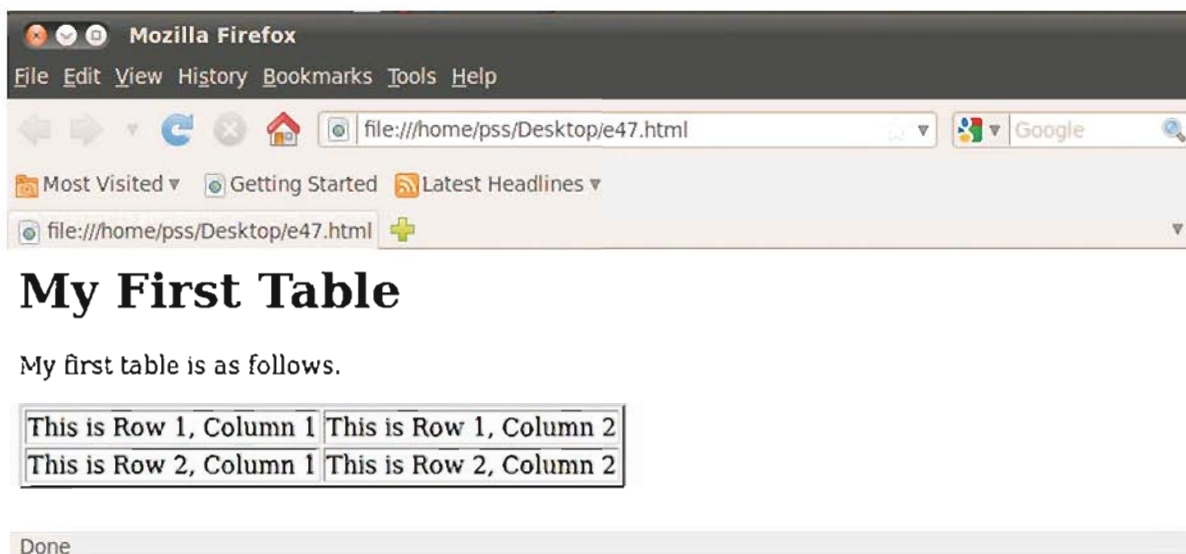 Mozilla Firefox
File Edit View History Bookmarks Tools Help
file:///home/pss/Desktop/e47.html Google
Most Visited Getting Started Latest Headlines
file:///home/pss/Desktop/e47.html
My First Table
My first table is as follows.
This is Row 1, Column 1 This is Row 1, Column 2
This is Row 2, Column 1 This is Row 2, Column 2
Done